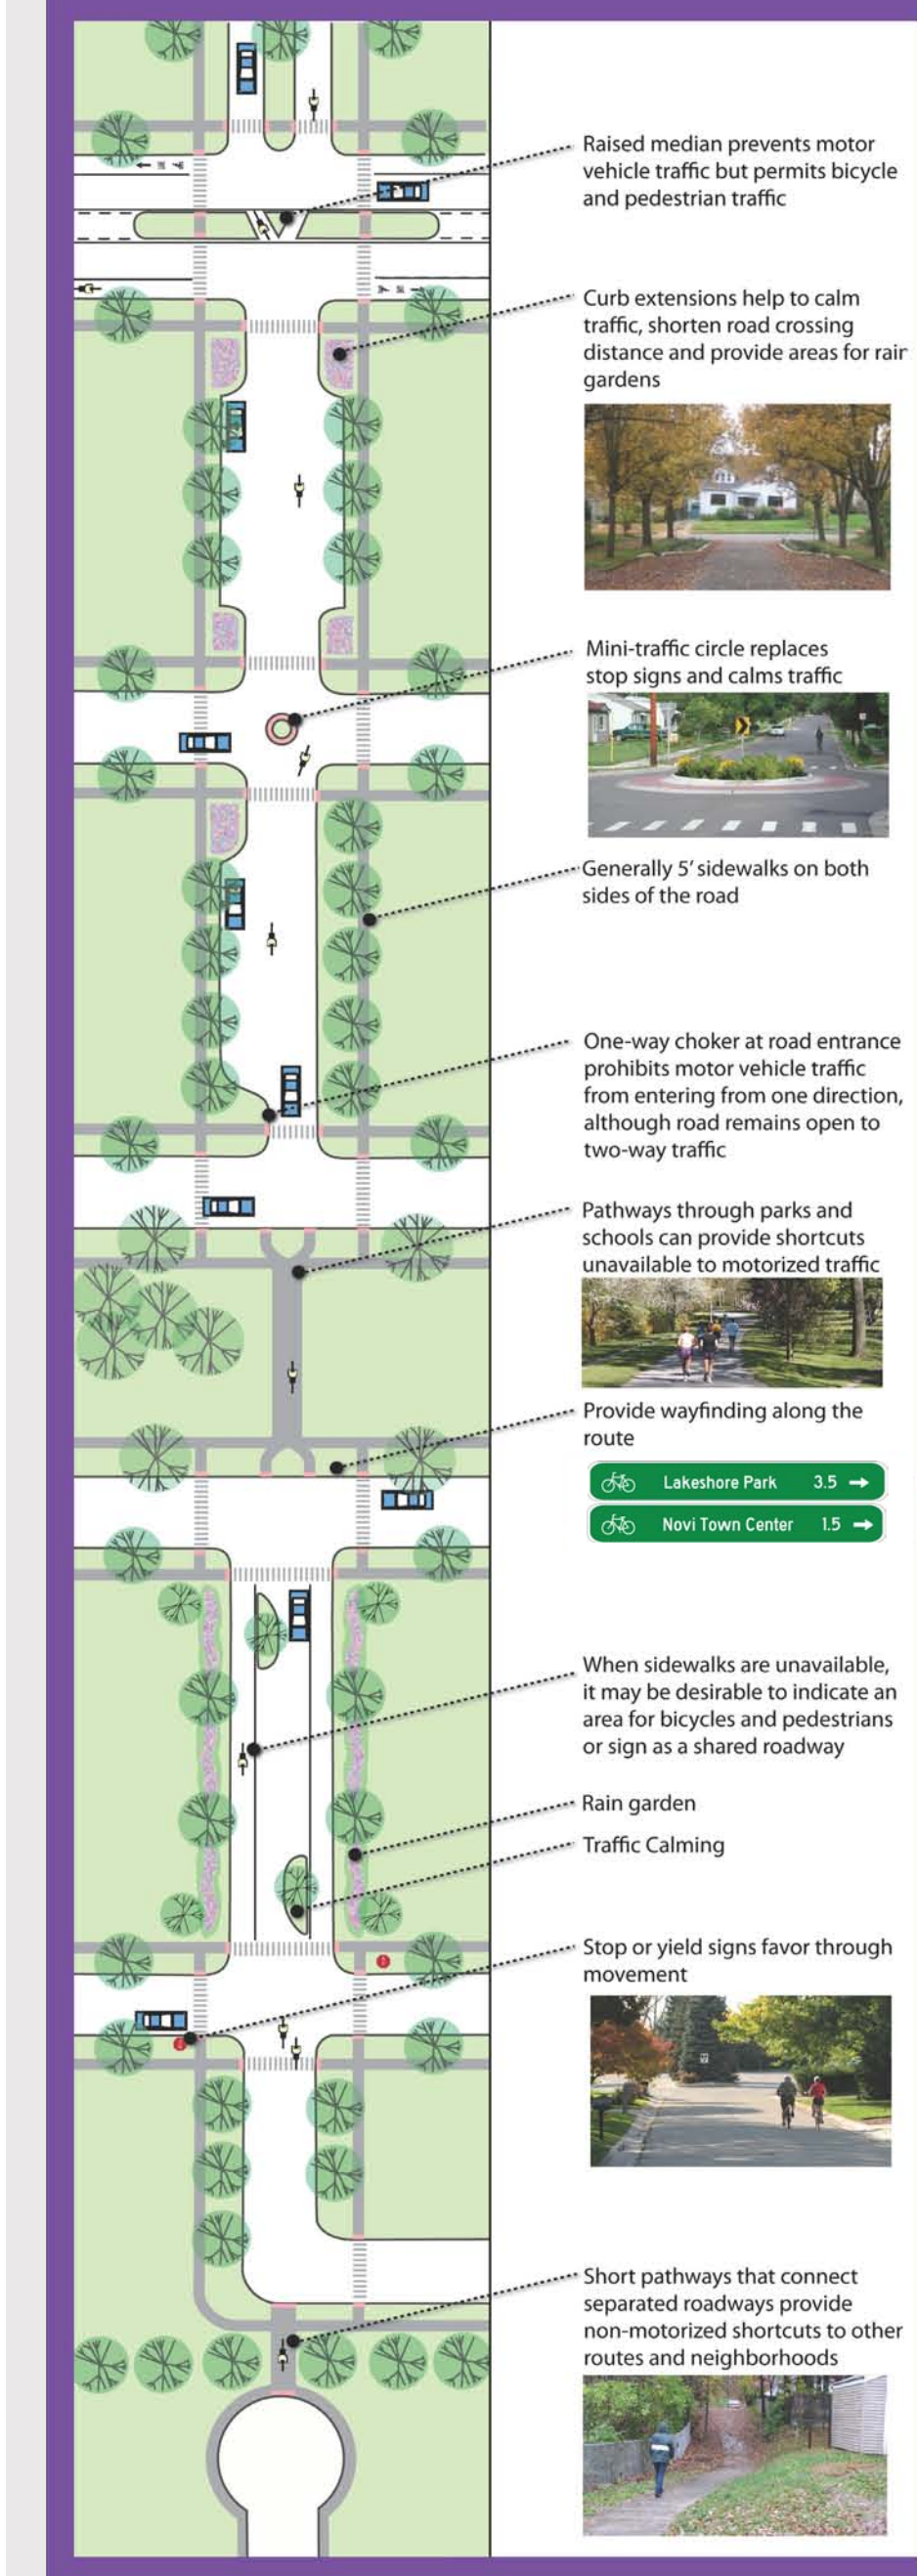 Raised median prevents motor
vehicle traffic but permits bicycle
and pedestrian traffic
Curb extensions help to calm
traffic, shorten road crossing
distance and provide areas for rain
gardens
Mini-traffic circle replaces
stop signs and calms traffic
Generally 5' sidewalks on both
sides of the road
One-way choker at road entrance
prohibits motor vehicle traffic
from entering from one direction,
although road remains open to
two-way traffic
Pathways through parks and
schools can provide shortcuts
unavailable to motorized traffic
Provide wayfinding along the
route
Lakeshore Park 3.5 →
Novi Town Center 1.5 →
When sidewalks are unavailable,
it may be desirable to indicate an
area for bicycles and pedestrians
or sign as a shared roadway
Rain garden
Traffic Calming
Stop or yield signs favor through
movement
Short pathways that connect
separated roadways provide
non-motorized shortcuts to other
routes and neighborhoods